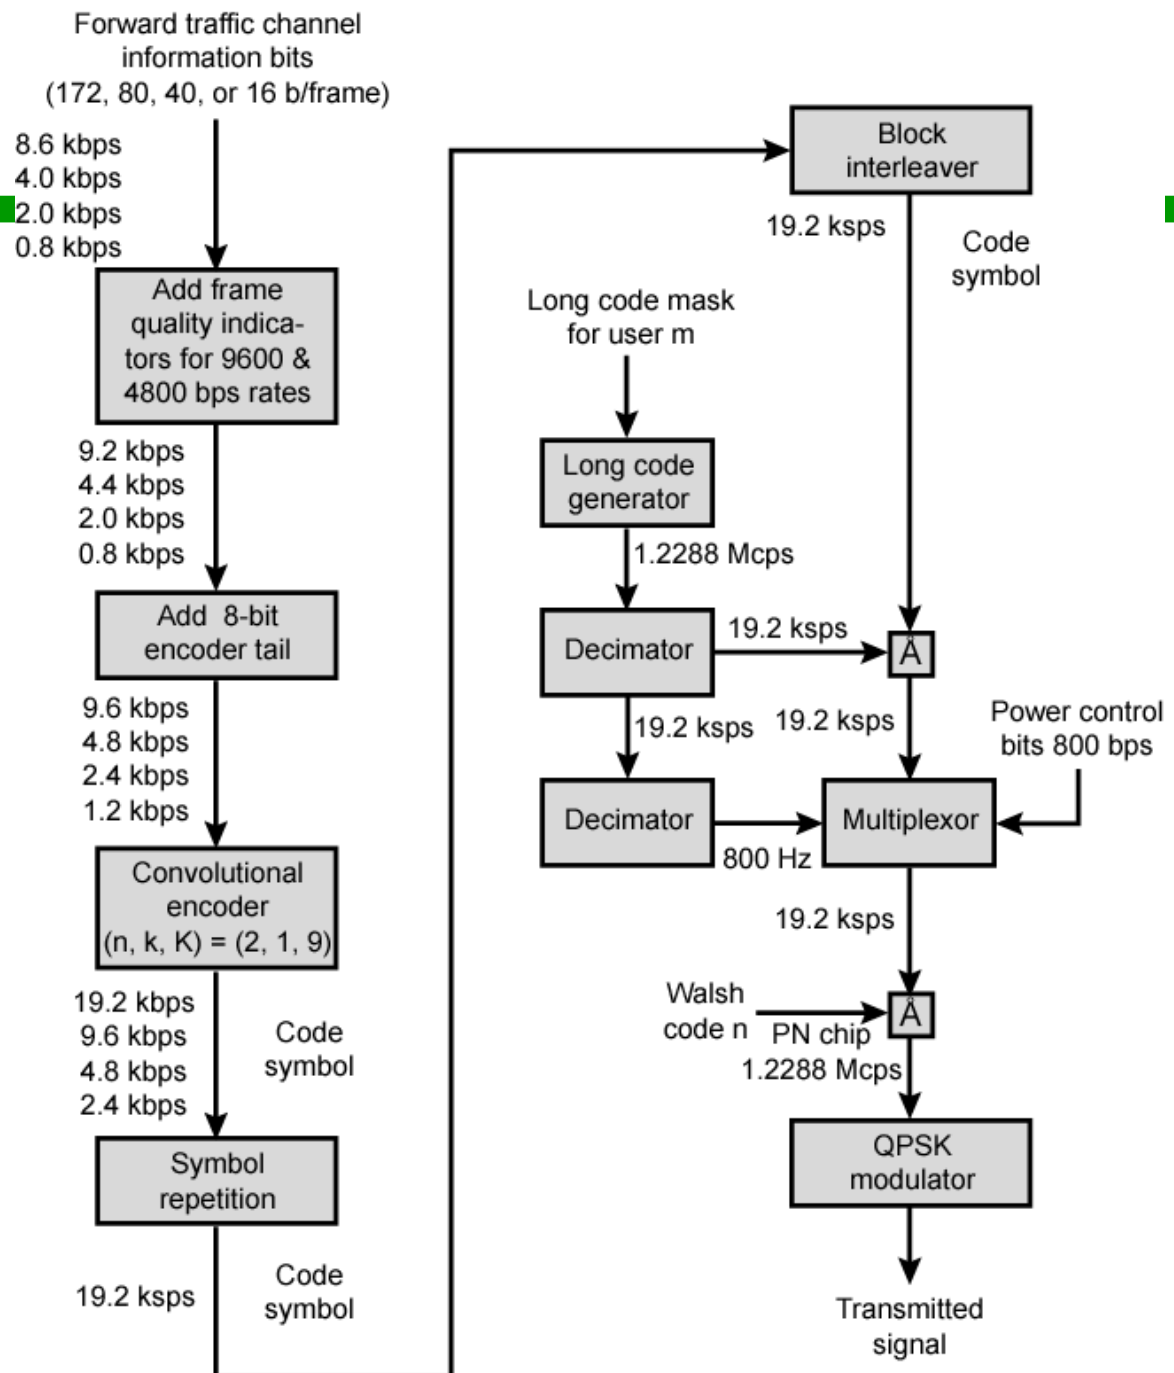 Forward traffic channel
information bits
(172, 80, 40, or 16 b/frame)
8.6 kbps
4.0 kbps
2.0 kbps
0.8 kbps
Add frame
quality indica-
tors for 9600 &
4800 bps rates
9.2 kbps
4.4 kbps
2.0 kbps
0.8 kbps
Add 8-bit
encoder tail
9.6 kbps
4.8 kbps
2.4 kbps
1.2 kbps
Convolutional
encoder
(n, k, K) = (2, 1, 9)
19.2 kbps
9.6 kbps
4.8 kbps
2.4 kbps
Code
symbol
Symbol
repetition
19.2 ksps
Code
symbol
Block
interleaver
19.2 ksps
Code
symbol
Long code mask
for user m
Long code
generator
1.2288 Mcps
Decimator
19.2 ksps
Å
19.2 ksps
19.2 ksps
Power control
bits 800 bps
Decimator
800 Hz
Multiplexor
19.2 ksps
Walsh
code n
PN chip
1.2288 Mcps
Å
QPSK
modulator
Transmitted
signal